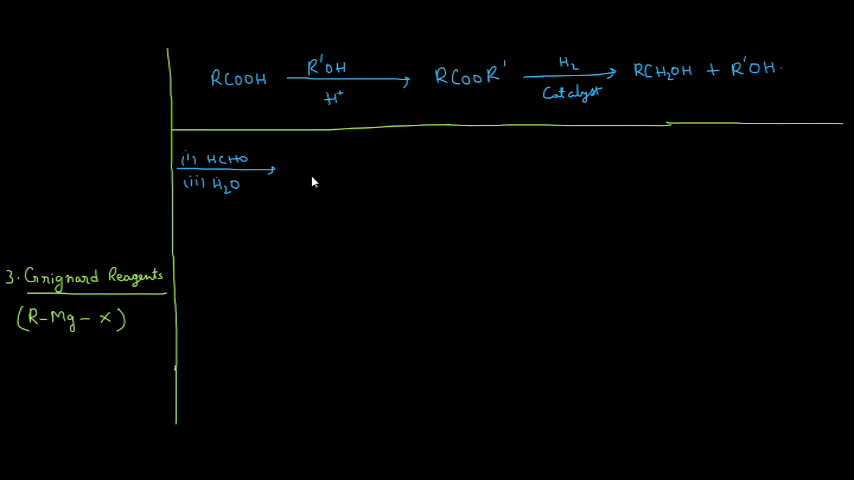 RCOOH R'OH H⁺ RCOOR' H₂ Catalyst RCH₂OH + R'OH.
(i) HCHO
(ii) H₂O
3. Grignard Reagents
(R-Mg-X)